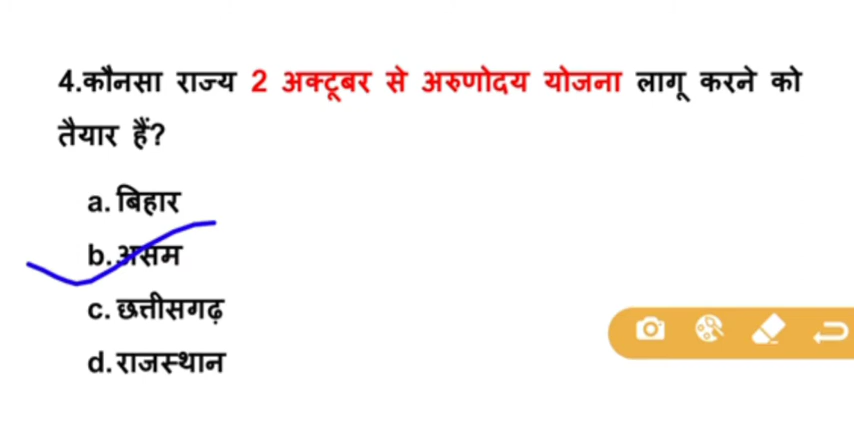 4.कौनसा राज्य 2 अक्टूबर से अरुणोदय योजना लागू करने को
तैयार हैं?
a. बिहार
b. असम
c. छत्तीसगढ़
d. राजस्थान